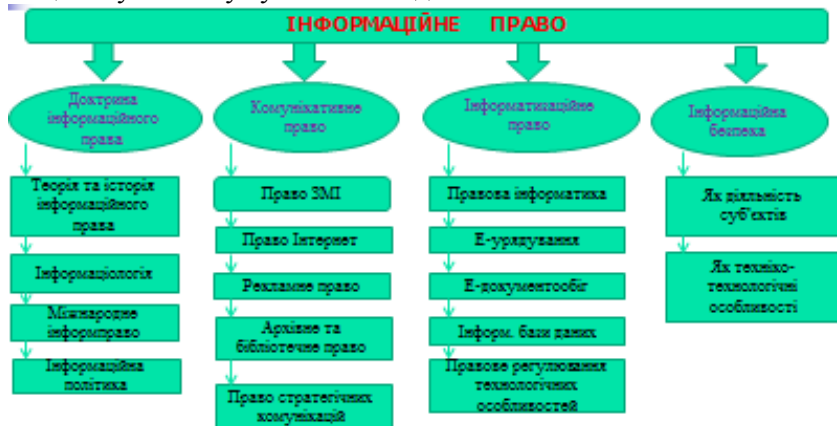 ІНФОРМАЦІЙНЕ ПРАВО
Доктрина
інформаційного
права
Теорія та історія
інформаційного
права
Інформаціологія
Міжнародне
інформправо
Інформаційна
політика
Комунікативне
право
Право ЗМІ
Право Інтернет
Рекламне право
Архівне та
бібліотечне право
Право стратегічних
комунікацій
Інформатизаційне
право
Правова інформатика
Е-урядування
Е-документообіг
Інформ. бази даних
Правове регулювання
технологічних
особливостей
Інформаційна
безпека
Як діяльність
суб'єктів
Як техніко-
технологічні
особливості